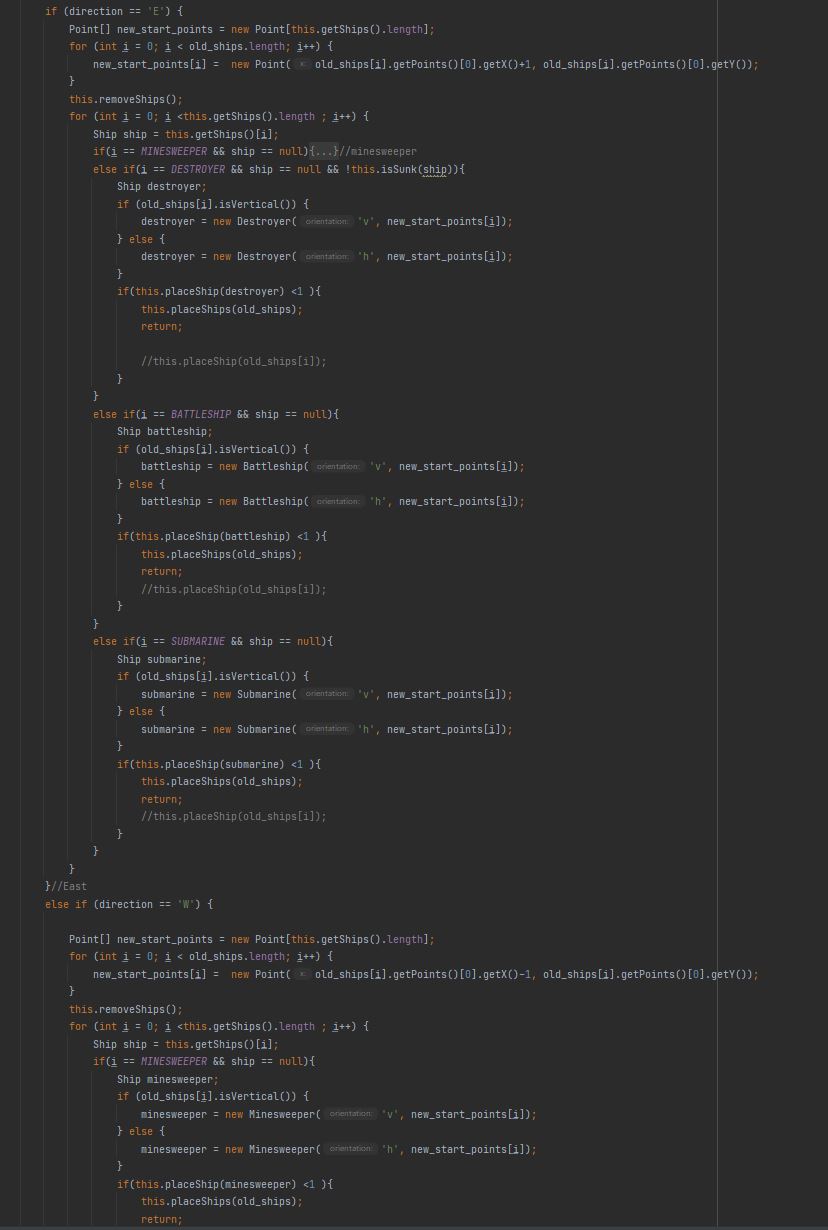 if (direction == 'E') {
Point[] new_start_points = new Point[this.getShips().length];
for (int i = 0; i < old_ships.length; i++) {
new_start_points[i] =  new Point( x: old_ships[i].getPoints()[0].getX()+1, old_ships[i].getPoints()[0].getY());
}
this.removeShips();
for (int i = 0; i <this.getShips().length ; i++) {
Ship ship = this.getShips()[i];
if(i == MINESWEEPER && ship == null){...}//minesweeper
else if(i == DESTROYER && ship == null && !this.isSunk(ship)){
Ship destroyer;
if (old_ships[i].isVertical()) {
destroyer = new Destroyer( orientation: 'v', new_start_points[i]);
} else {
destroyer = new Destroyer( orientation: 'h', new_start_points[i]);
}
if(this.placeShip(destroyer) <1 ){
this.placeShips(old_ships);
return;
//this.placeShip(old_ships[i]);
}
}
else if(i == BATTLESHIP && ship == null){
Ship battleship;
if (old_ships[i].isVertical()) {
battleship = new Battleship( orientation: 'v', new_start_points[i]);
} else {
battleship = new Battleship( orientation: 'h', new_start_points[i]);
}
if(this.placeShip(battleship) <1 ){
this.placeShips(old_ships);
return;
//this.placeShip(old_ships[i]);
}
}
else if(i == SUBMARINE && ship == null){
Ship submarine;
if (old_ships[i].isVertical()) {
submarine = new Submarine( orientation: 'v', new_start_points[i]);
} else {
submarine = new Submarine( orientation: 'h', new_start_points[i]);
}
if(this.placeShip(submarine) <1 ){
this.placeShips(old_ships);
return;
//this.placeShip(old_ships[i]);
}
}
}
}//East
else if (direction == 'W') {
Point[] new_start_points = new Point[this.getShips().length];
for (int i = 0; i < old_ships.length; i++) {
new_start_points[i] =  new Point( x: old_ships[i].getPoints()[0].getX()-1, old_ships[i].getPoints()[0].getY());
}
this.removeShips();
for (int i = 0; i <this.getShips().length ; i++) {
Ship ship = this.getShips()[i];
if(i == MINESWEEPER && ship == null){
Ship minesweeper;
if (old_ships[i].isVertical()) {
minesweeper = new Minesweeper( orientation: 'v', new_start_points[i]);
} else {
minesweeper = new Minesweeper( orientation: 'h', new_start_points[i]);
}
if(this.placeShip(minesweeper) <1 ){
this.placeShips(old_ships);
return;